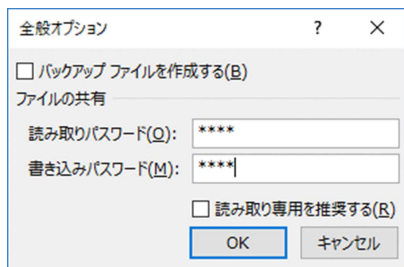 全般オプション ? ×
バックアップ ファイルを作成する(B)
ファイルの共有
読み取りパスワード(O): ****
書き込みパスワード(M): ****
読み取り専用を推奨する(R)
OK キャンセル